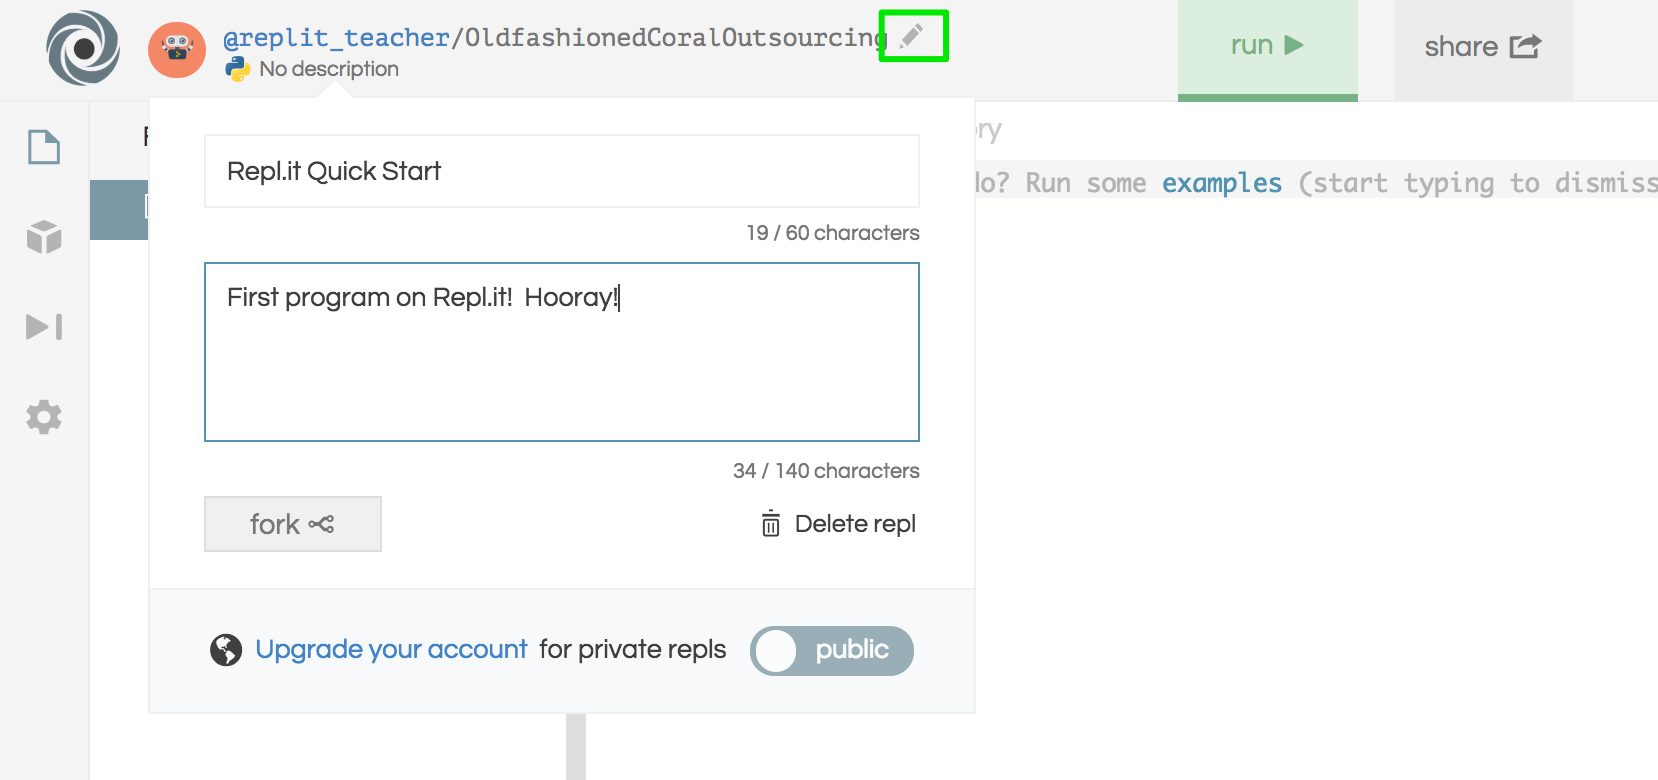 @replit_teacher/OldfashionedCoralOutsourcing
No description
run
share
Repl.it Quick Start
19 / 60 characters
First program on Repl.it!  Hooray!
34 / 140 characters
fork
Delete repl
Upgrade your account for private repls
public
ry
lo? Run some examples (start typing to dismiss